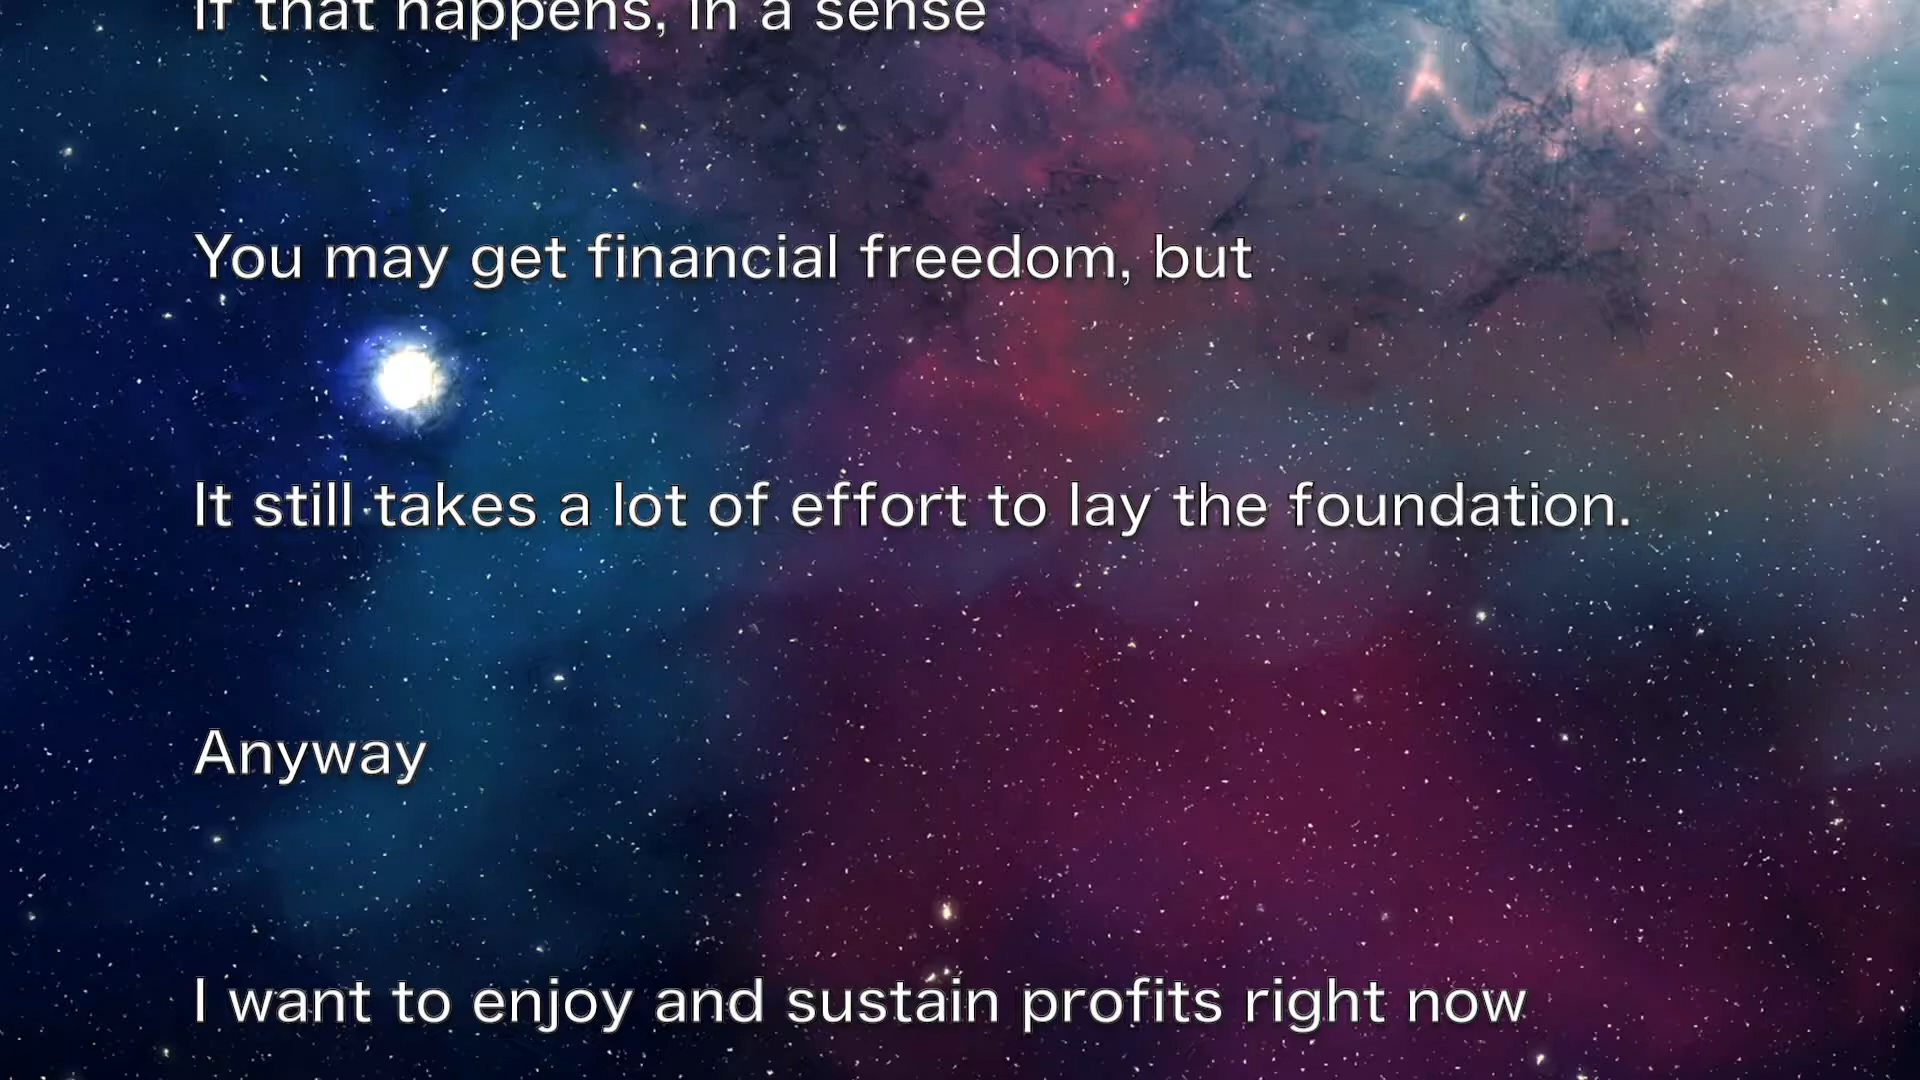 If that happens, in a sense
You may get financial freedom, but
It still takes a lot of effort to lay the foundation.
Anyway
I want to enjoy and sustain profits right now